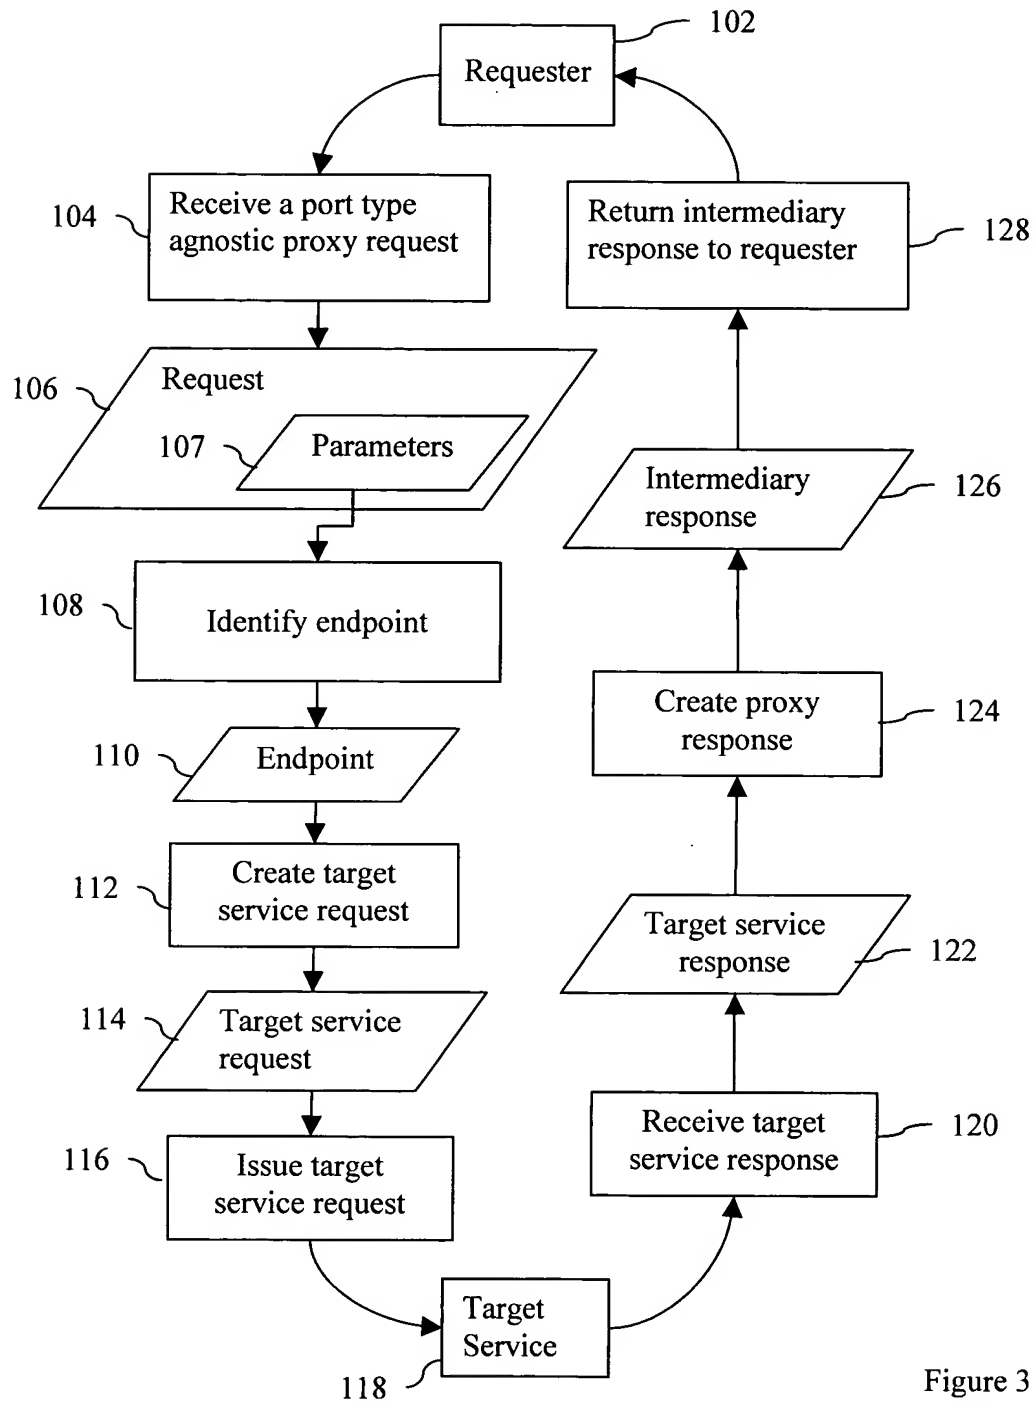 102
Requester
104
Receive a port type
agnostic proxy request
106
Request
107
Parameters
108
Identify endpoint
110
Endpoint
112
Create target
service request
114
Target service
request
116
Issue target
service request
Target
Service
118
120
Receive target
service response
122
Target service
response
124
Create proxy
response
126
Intermediary
response
128
Return intermediary
response to requester
Figure 3